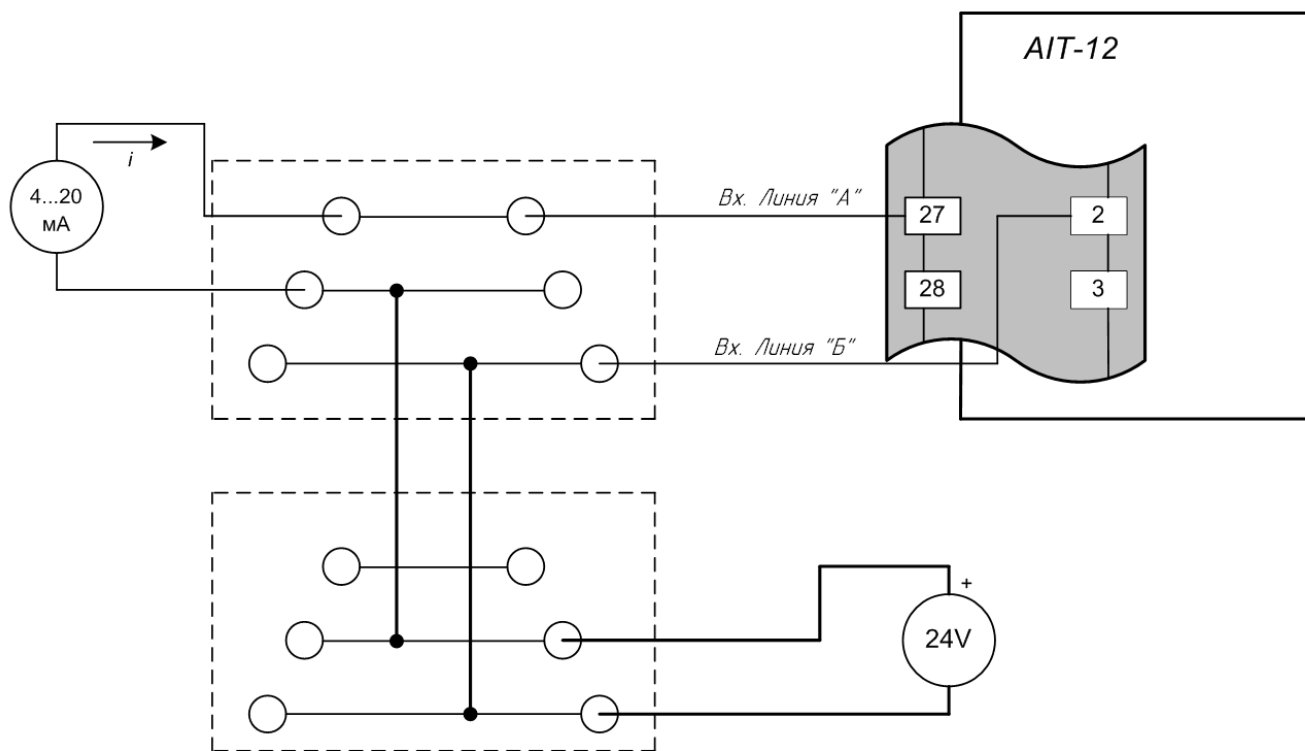 AIT-12
4...20
мА
i
Вх. Линия "А"
27
2
28
3
Вх. Линия "Б"
+
24V